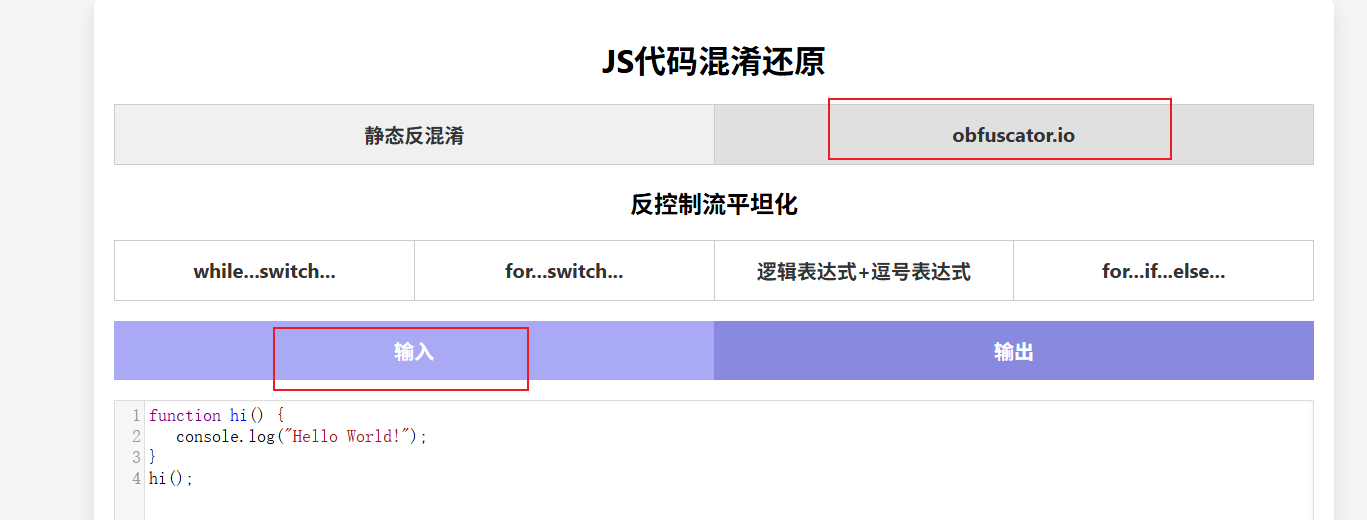 JS代码混淆还原
静态反混淆 obfuscator.io
反控制流平坦化
while...switch... for...switch... 逻辑表达式+逗号表达式 for...if...else...
输入 输出
1 function hi() {
2    console.log("Hello World!");
3 }
4 hi();